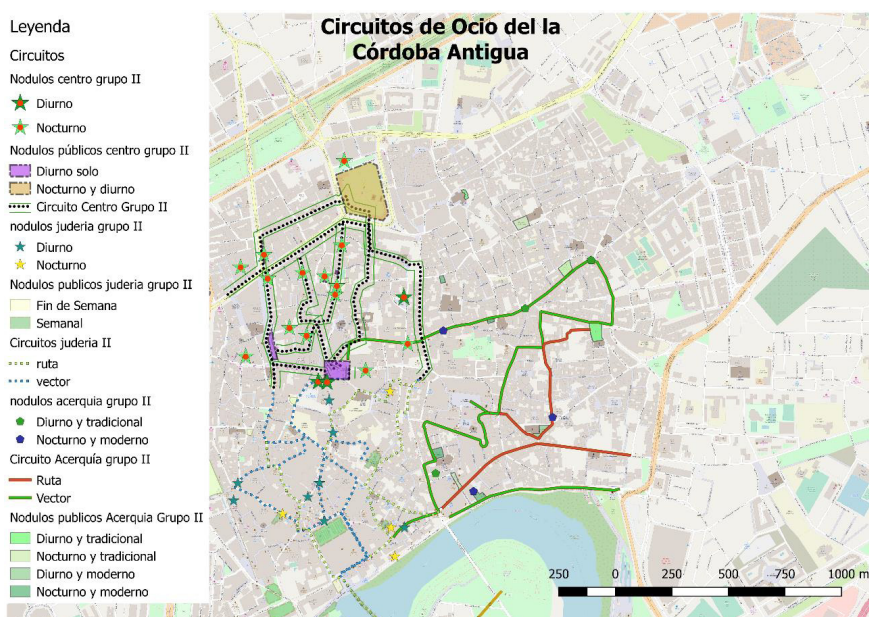 Circuitos de Ocio del la
Córdoba Antigua
Leyenda
Circuitos
Nodulos centro grupo II
Diurno
Nocturno
Nodulos públicos centro grupo II
Diurno solo
Nocturno y diurno
Circuito Centro Grupo II
nodulos juderia grupo II
Diurno
Nocturno
Nodulos publicos juderia grupo II
Fin de Semana
Semanal
Circuitos juderia II
ruta
vector
nodulos acerquia grupo II
Diurno y tradicional
Nocturno y moderno
Circuito Acerquía grupo II
Ruta
Vector
Nodulos publicos Acerquia Grupo II
Diurno y tradicional
Nocturno y tradicional
Diurno y moderno
Nocturno y moderno
250 0 250 500 750 1000 m